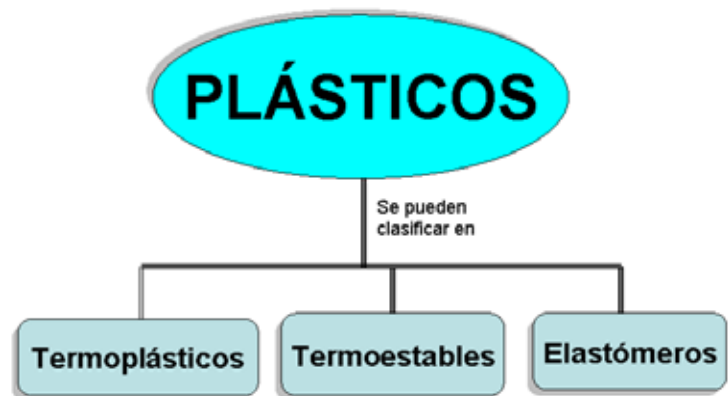 PLÁSTICOS
Se pueden
clasificar en
Termoplásticos
Termoestables
Elastómeros